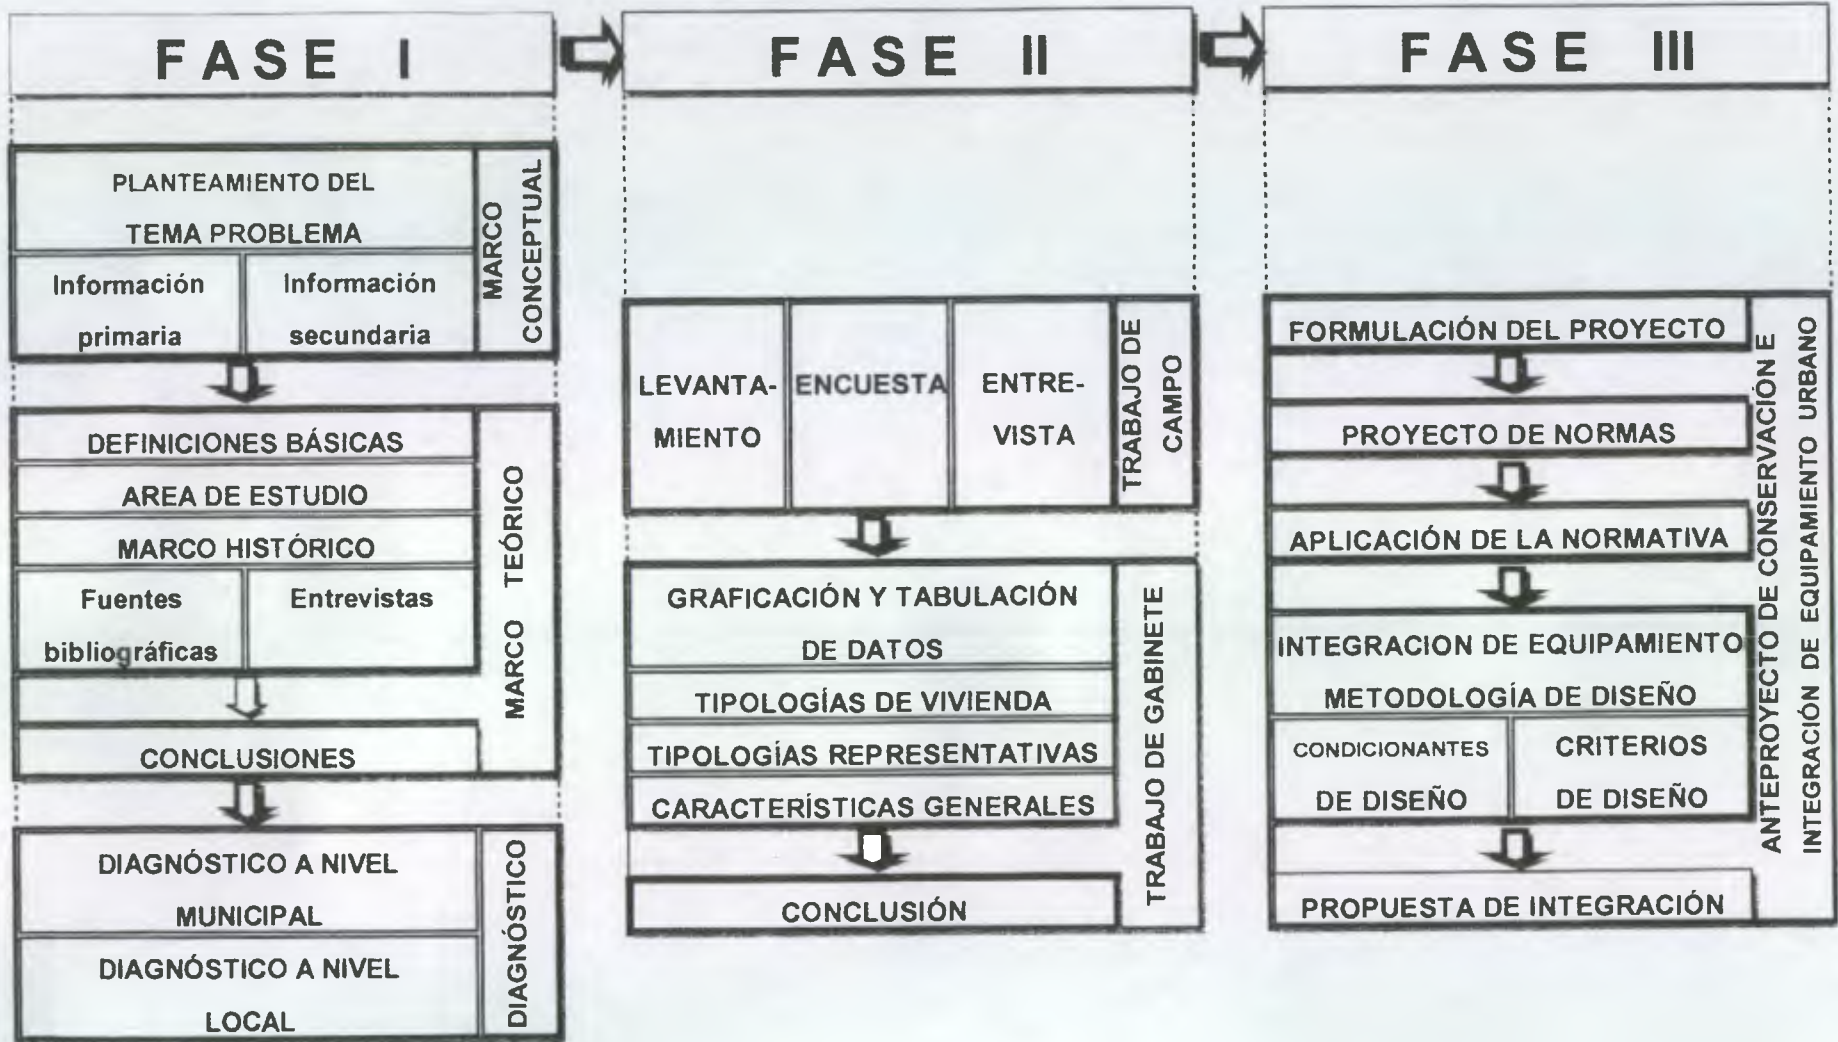 FASE I
PLANTEAMIENTO DEL
TEMA PROBLEMA
Información
primaria
Información
secundaria
MARCO
CONCEPTUAL
DEFINICIONES BÁSICAS
AREA DE ESTUDIO
MARCO HISTÓRICO
Fuentes
bibliográficas
Entrevistas
CONCLUSIONES
MARCO TEÓRICO
DIAGNÓSTICO A NIVEL
MUNICIPAL
DIAGNÓSTICO A NIVEL
LOCAL
DIAGNÓSTICO
FASE II
LEVANTA-
MIENTO
ENCUESTA
ENTRE-
VISTA
TRABAJO DE
CAMPO
GRAFICACIÓN Y TABULACIÓN
DE DATOS
TIPOLOGÍAS DE VIVIENDA
TIPOLOGÍAS REPRESENTATIVAS
CARACTERÍSTICAS GENERALES
CONCLUSIÓN
TRABAJO DE GABINETE
FASE III
FORMULACIÓN DEL PROYECTO
PROYECTO DE NORMAS
APLICACIÓN DE LA NORMATIVA
INTEGRACION DE EQUIPAMIENTO
METODOLOGÍA DE DISEÑO
CONDICIONANTES
DE DISEÑO
CRITERIOS
DE DISEÑO
PROPUESTA DE INTEGRACIÓN
ANTEPROYECTO DE CONSERVACIÓN E
INTEGRACIÓN DE EQUIPAMIENTO URBANO